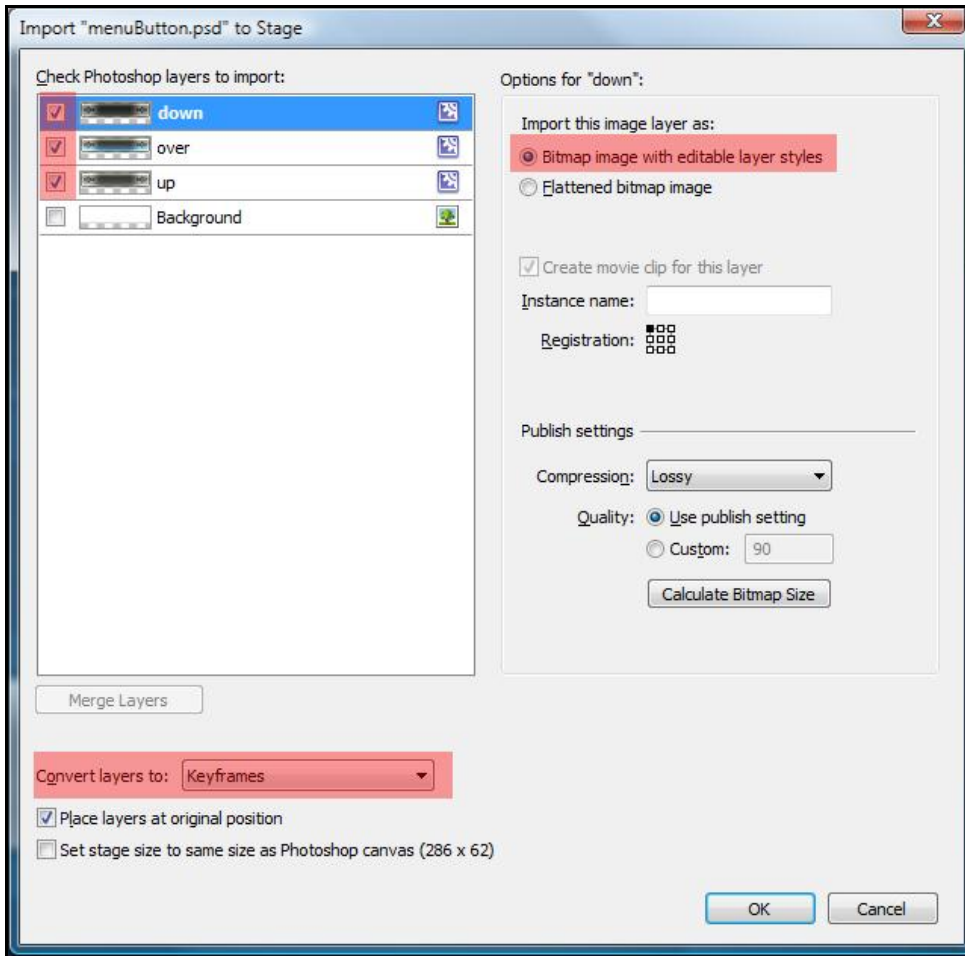 Import "menuButton.psd" to Stage
Check Photoshop layers to import:
down
over
up
Background
Merge Layers
Convert layers to: Keyframes
Place layers at original position
Set stage size to same size as Photoshop canvas (286 x 62)
Options for "down":
Import this image layer as:
Bitmap image with editable layer styles
Flattened bitmap image
Create movie clip for this layer
Instance name:
Registration:
Publish settings
Compression: Lossy
Quality: Use publish setting
Custom: 90
Calculate Bitmap Size
OK Cancel